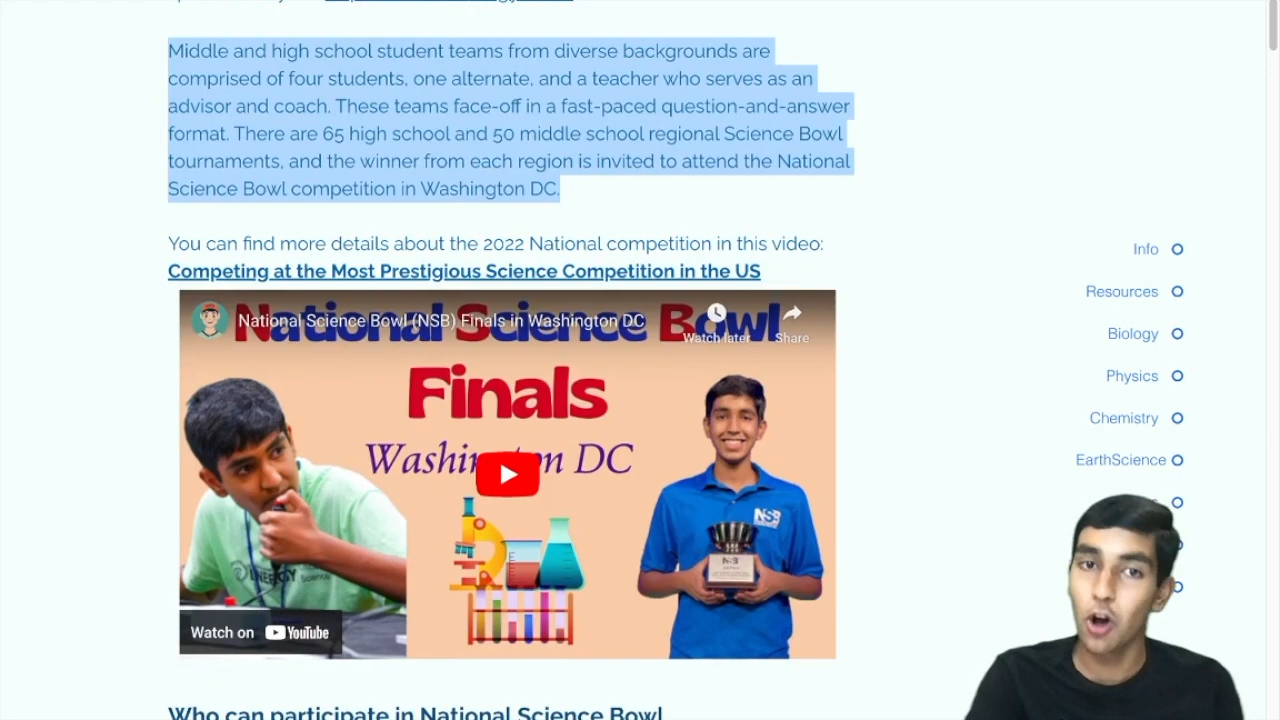 Middle and high school student teams from diverse backgrounds are
comprised of four students, one alternate, and a teacher who serves as an
advisor and coach. These teams face-off in a fast-paced question-and-answer
format. There are 65 high school and 50 middle school regional Science Bowl
tournaments, and the winner from each region is invited to attend the National
Science Bowl competition in Washington DC.
You can find more details about the 2022 National competition in this video:
Competing at the Most Prestigious Science Competition in the US
National Science Bowl (NSB) Finals in Washington DC
Watch later
Share
National Science Bowl
Finals
Washington DC
NSB
Watch on YouTube
Info
Resources
Biology
Physics
Chemistry
EarthScience
Who can participate in National Science Bowl